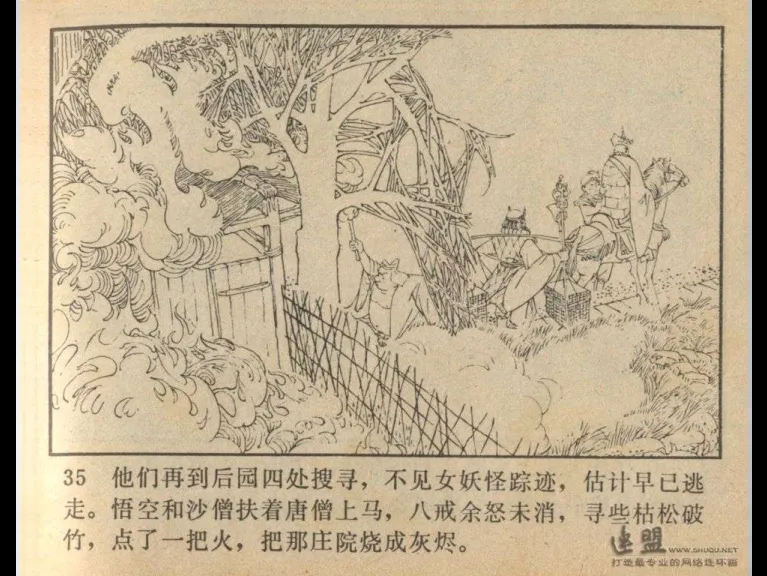 35 他们再到后园四处搜寻，不见女妖怪踪迹，估计早已逃
走。悟空和沙僧扶着唐僧上马，八戒余怒未消，寻些枯松破
竹，点了一把火，把那庄院烧成灰烬。
连盟 WWW.SHUQU.NET
打造最专业的网络连环画